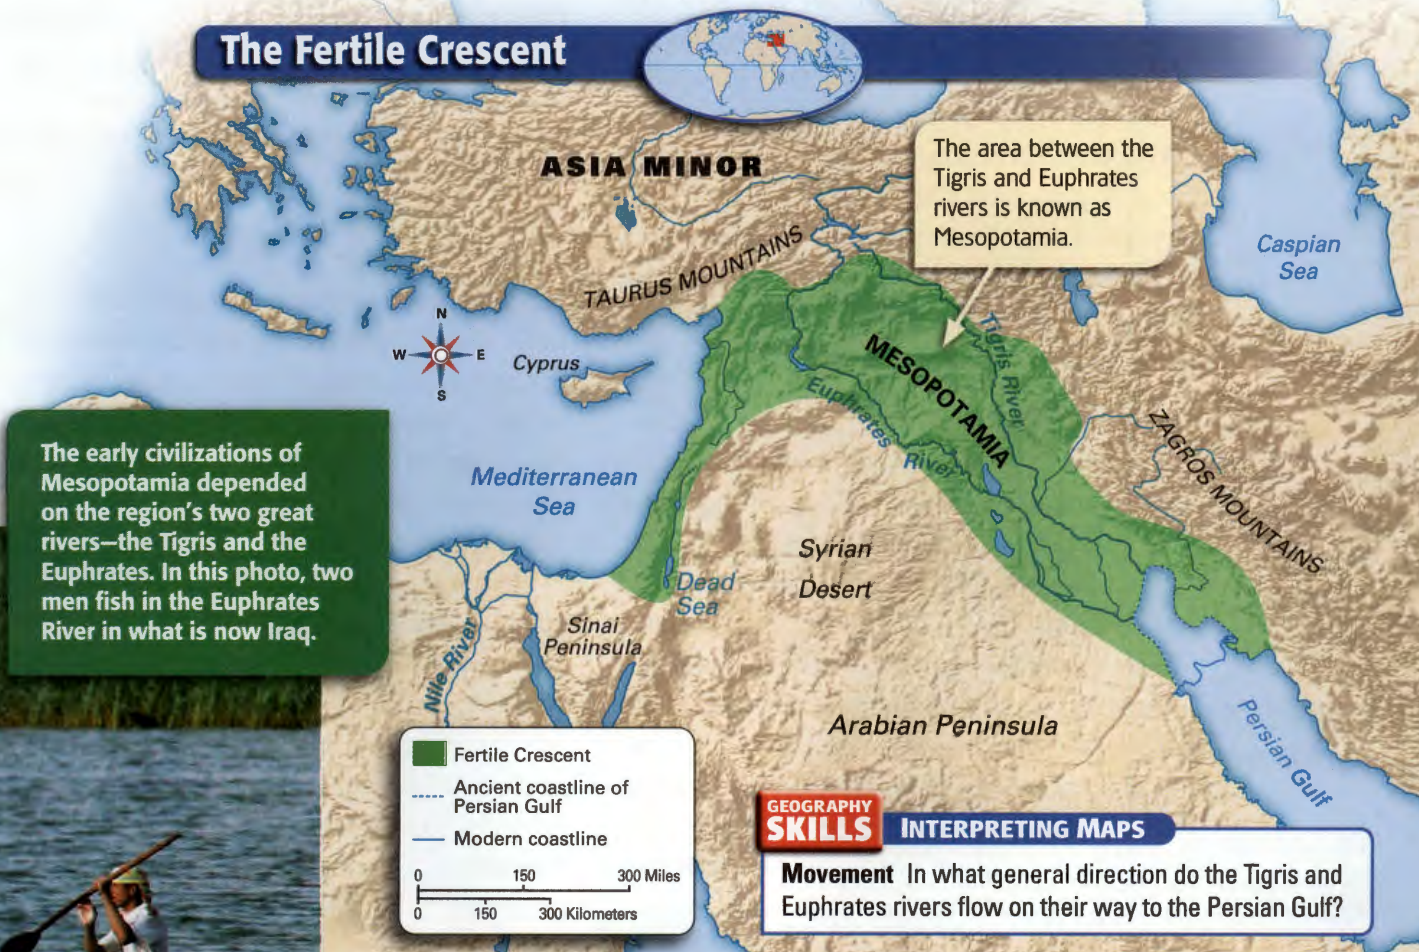 The Fertile Crescent
ASIA MINOR
The area between the
Tigris and Euphrates
rivers is known as
Mesopotamia.
Caspian
Sea
TAURUS MOUNTAINS
N
W
E
S
Cyprus
Tigris River
MESOPOTAMIA
Euphrates River
ZAGROS MOUNTAINS
The early civilizations of
Mesopotamia depended
on the region's two great
rivers—the Tigris and the
Euphrates. In this photo, two
men fish in the Euphrates
River in what is now Iraq.
Mediterranean
Sea
Syrian
Desert
Dead
Sea
Sinai
Peninsula
Nile River
Arabian Peninsula
Persian Gulf
Fertile Crescent
Ancient coastline of
Persian Gulf
Modern coastline
0 150 300 Miles
0 150 300 Kilometers
GEOGRAPHY
SKILLS
INTERPRETING MAPS
Movement In what general direction do the Tigris and
Euphrates rivers flow on their way to the Persian Gulf?